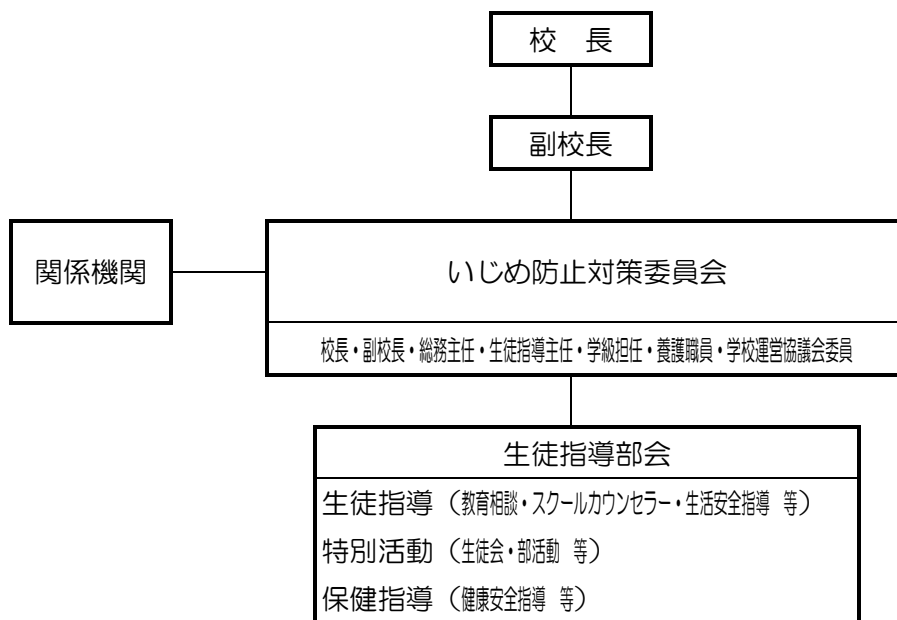 校　長
副校長
関係機関
いじめ防止対策委員会
校長・副校長・総務主任・生徒指導主任・学級担任・養護職員・学校運営協議会委員
生徒指導部会
生徒指導（教育相談・スクールカウンセラー・生活安全指導　等）
特別活動（生徒会・部活動　等）
保健指導（健康安全指導　等）